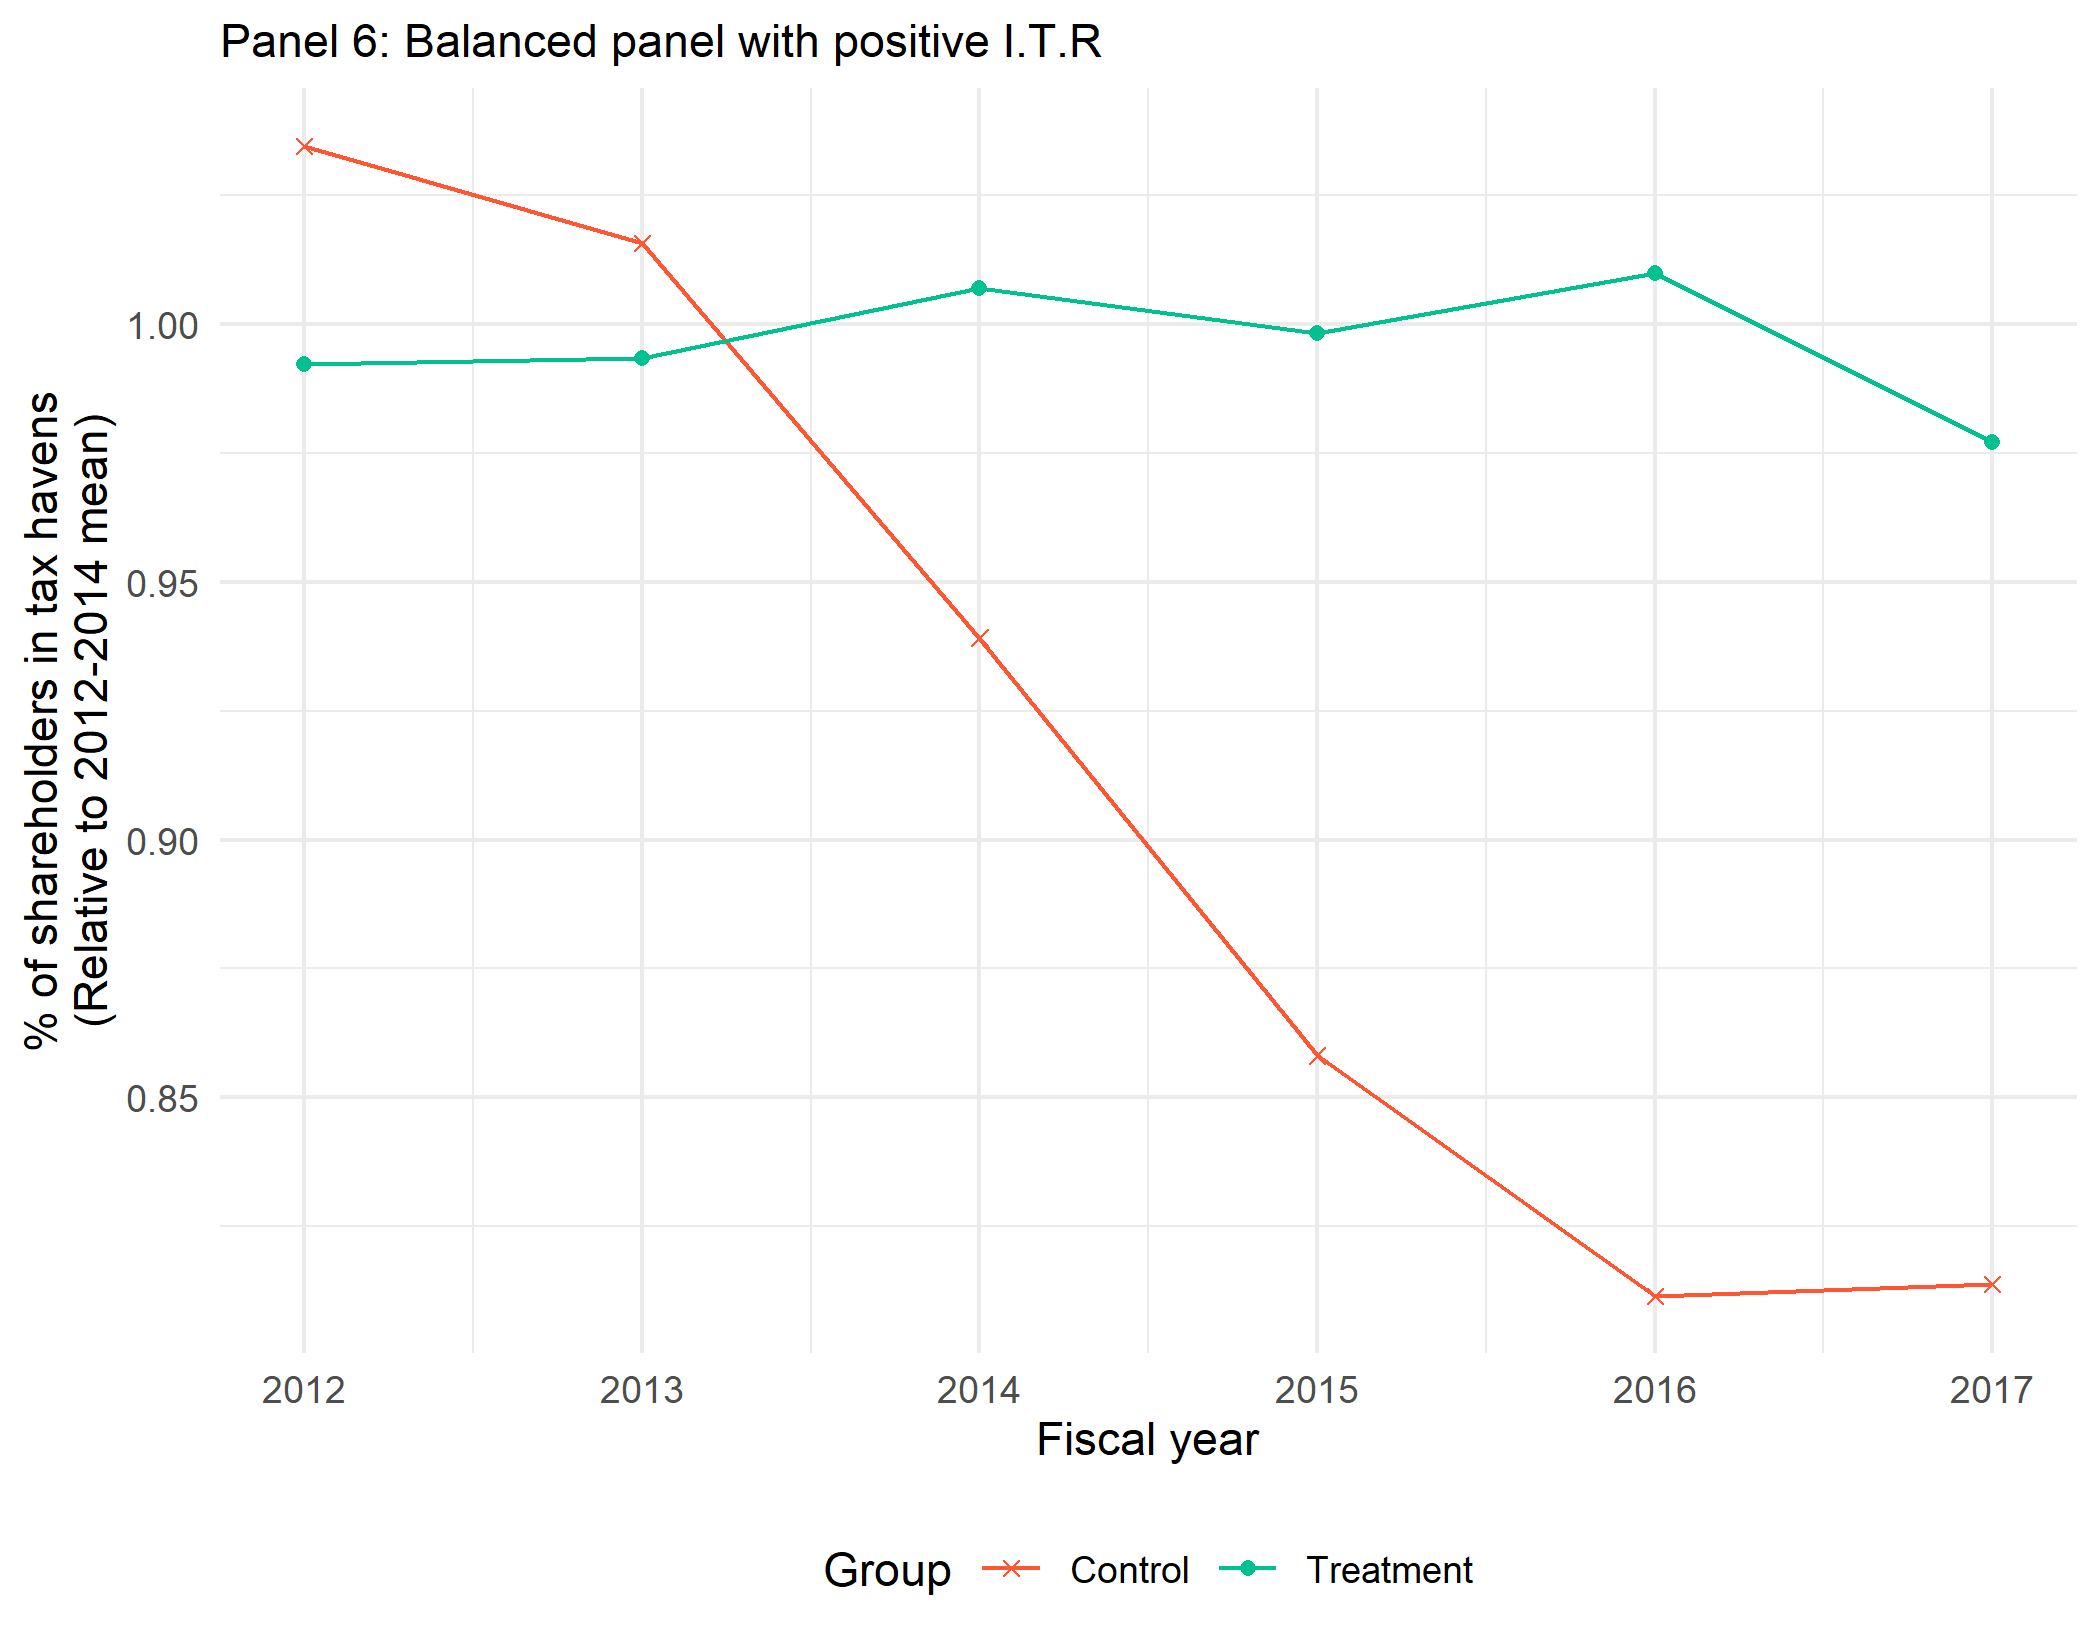 Panel 6: Balanced panel with positive I.T.R
% of shareholders in tax havens
(Relative to 2012-2014 mean)
1.00
0.95
0.90
0.85
2012 2013 2014 2015 2016 2017
Fiscal year
Group Control Treatment